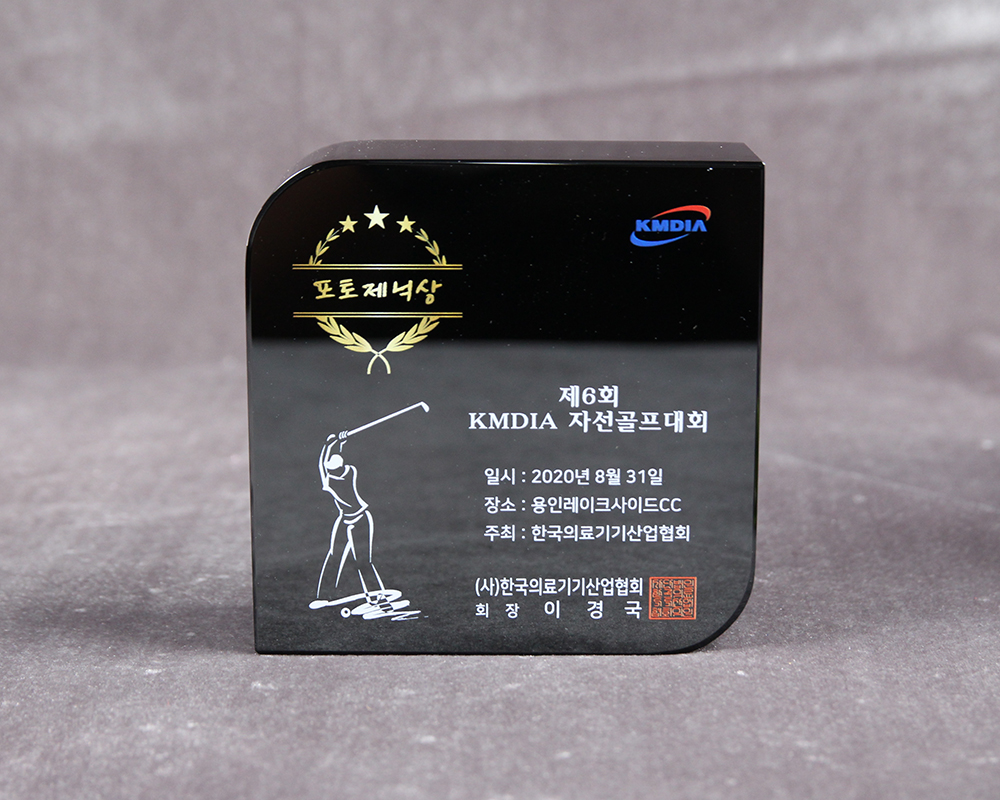 포토제닉상
KMDIA
제6회
KMDIA 자선골프대회
일시 : 2020년 8월 31일
장소 : 용인레이크사이드CC
주최 : 한국의료기기산업협회
(사)한국의료기기산업협회
회 장 이 경 국